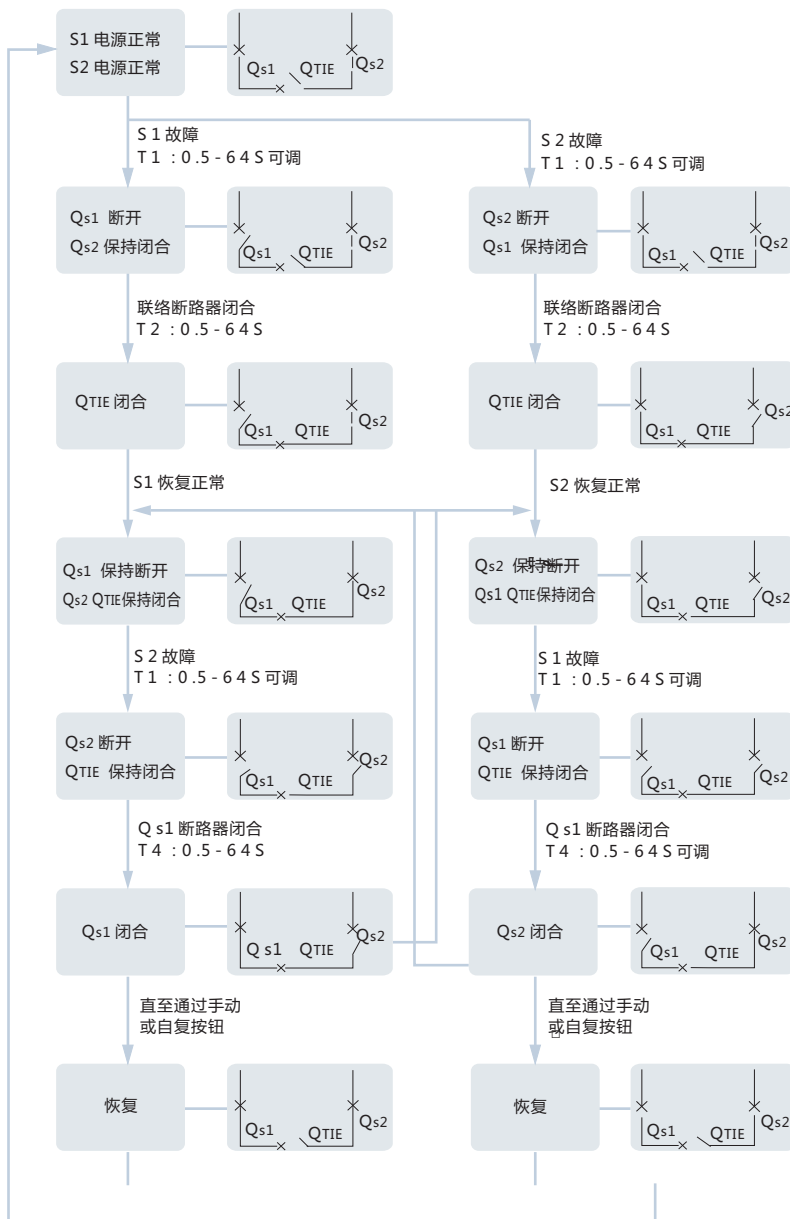 S1 电源正常
S2 电源正常
Qs1
QTIE
Qs2
S 1 故障
T 1 : 0.5 - 6 4 S 可调
S 2 故障
T 1 : 0.5 - 6 4 S 可调
Qs1 断开
Qs2 保持闭合
Qs1
QTIE
Qs2
Qs2 断开
Qs1 保持闭合
Qs1
QTIE
Qs2
联络断路器闭合
T 2 : 0.5 - 6 4 S
联络断路器闭合
T 2 : 0.5 - 6 4 S
QTIE 闭合
Qs1
QTIE
Qs2
QTIE 闭合
Qs1
QTIE
Qs2
S1 恢复正常
S2 恢复正常
Qs1 保持断开
Qs2 QTIE保持闭合
Qs1
QTIE
Qs2
Qs2 保持断开
Qs1 QTIE保持闭合
Qs1
QTIE
Qs2
S 2 故障
T 1 : 0.5 - 6 4 S 可调
S 1 故障
T 1 : 0.5 - 6 4 S 可调
Qs2 断开
QTIE 保持闭合
Qs1
QTIE
Qs2
Qs1 断开
QTIE 保持闭合
Qs1
QTIE
Qs2
Q s1 断路器闭合
T 4 : 0.5 - 64S
Q s1 断路器闭合
T 4 : 0.5 - 64S 可调
Qs1 闭合
Q s1
QTIE
Qs2
Qs2 闭合
Qs1
QTIE
Qs2
直至通过手动
或自复按钮
直至通过手动
或自复按钮
恢复
Qs1
QTIE
Qs2
恢复
Qs1
QTIE
Qs2